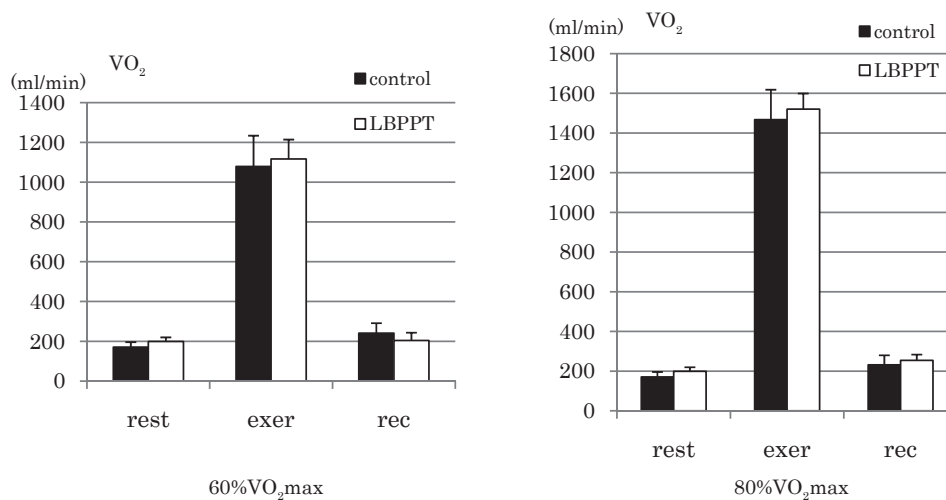 VO₂
(ml/min)
control
LBPPT
1400
1200
1000
800
600
400
200
0
rest exer rec
60%VO₂max
(ml/min)
VO₂
control
LBPPT
1800
1600
1400
1200
1000
800
600
400
200
0
rest exer rec
80%VO₂max